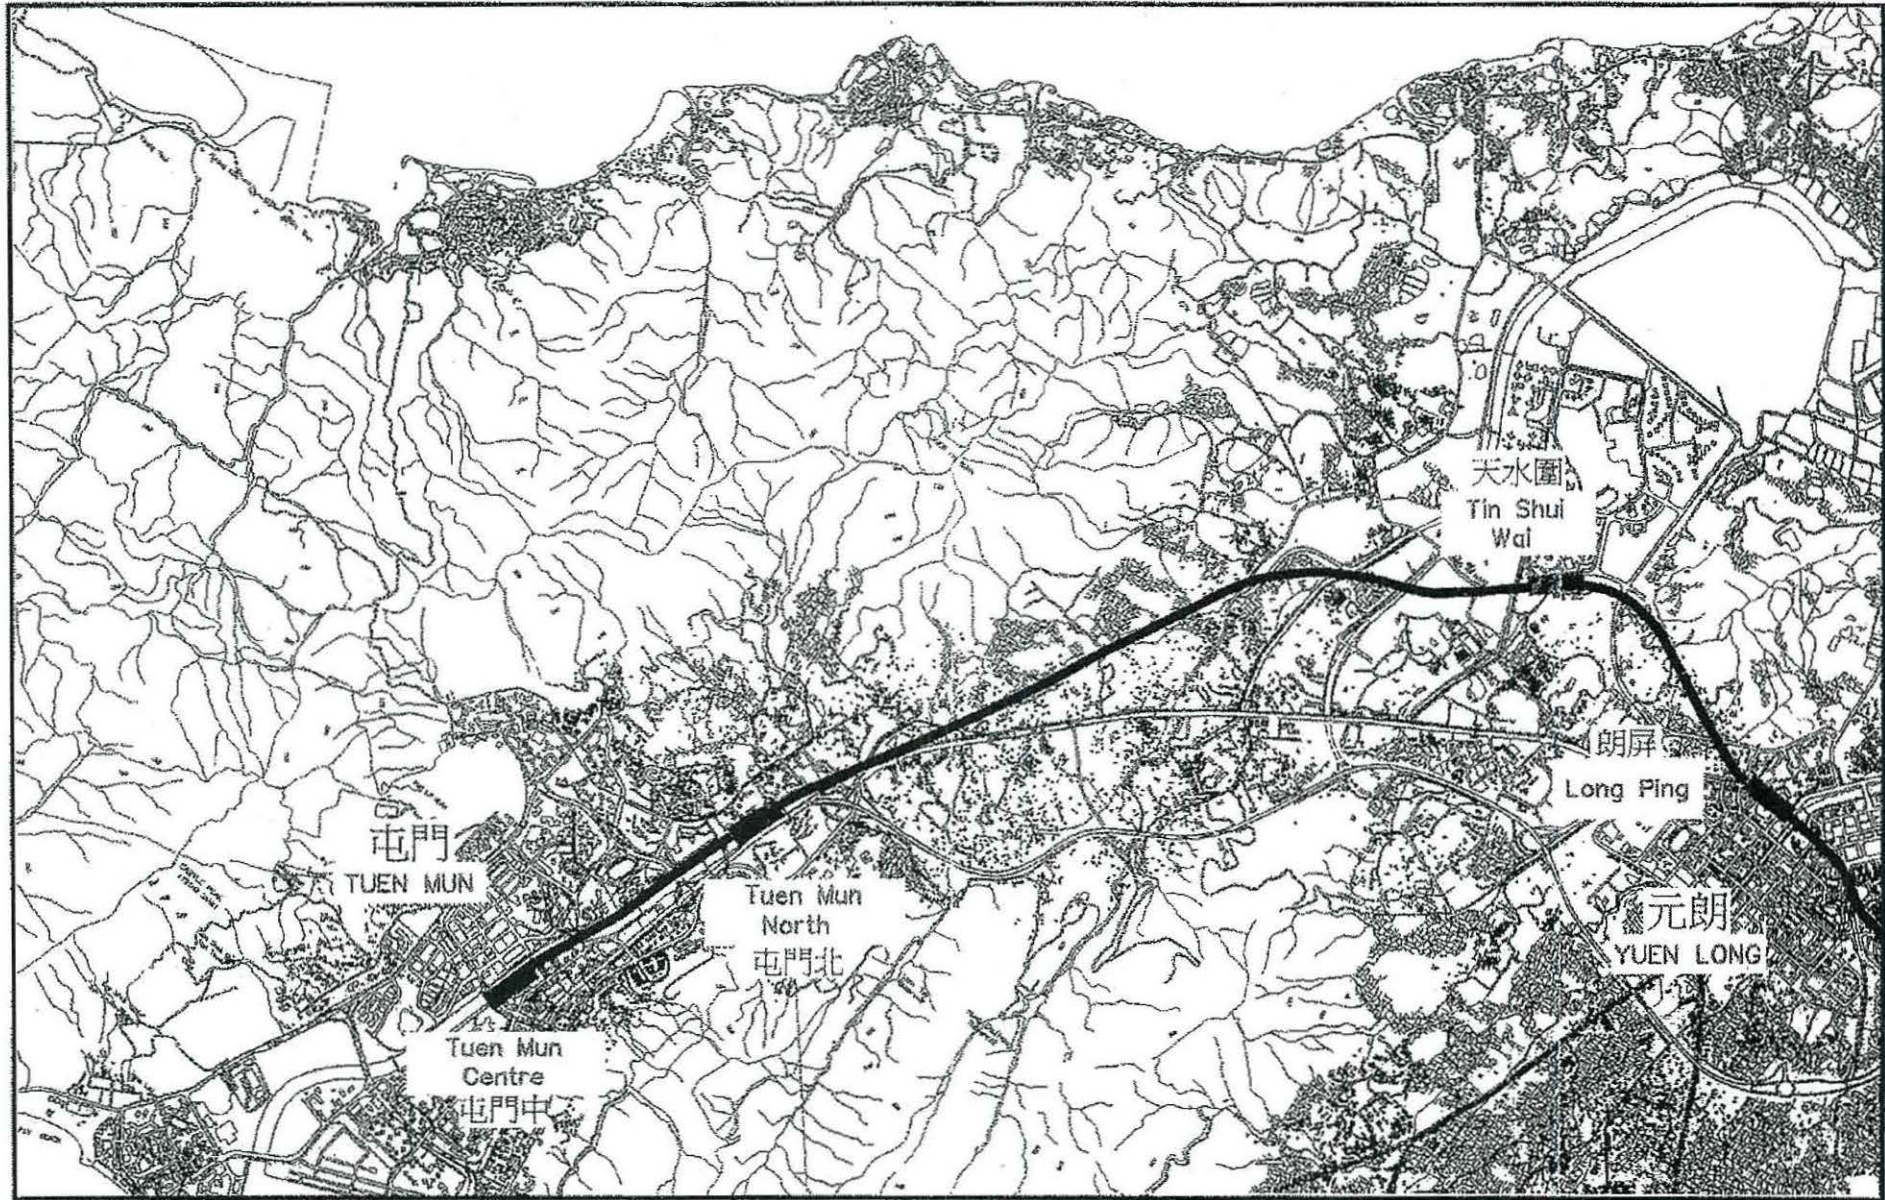 天水圍
Tin Shui
Wai
朗屏
Long Ping
屯門
TUEN MUN
Tuen Mun
North
屯門北
元朗
YUEN LONG
Tuen Mun
Centre
屯門中